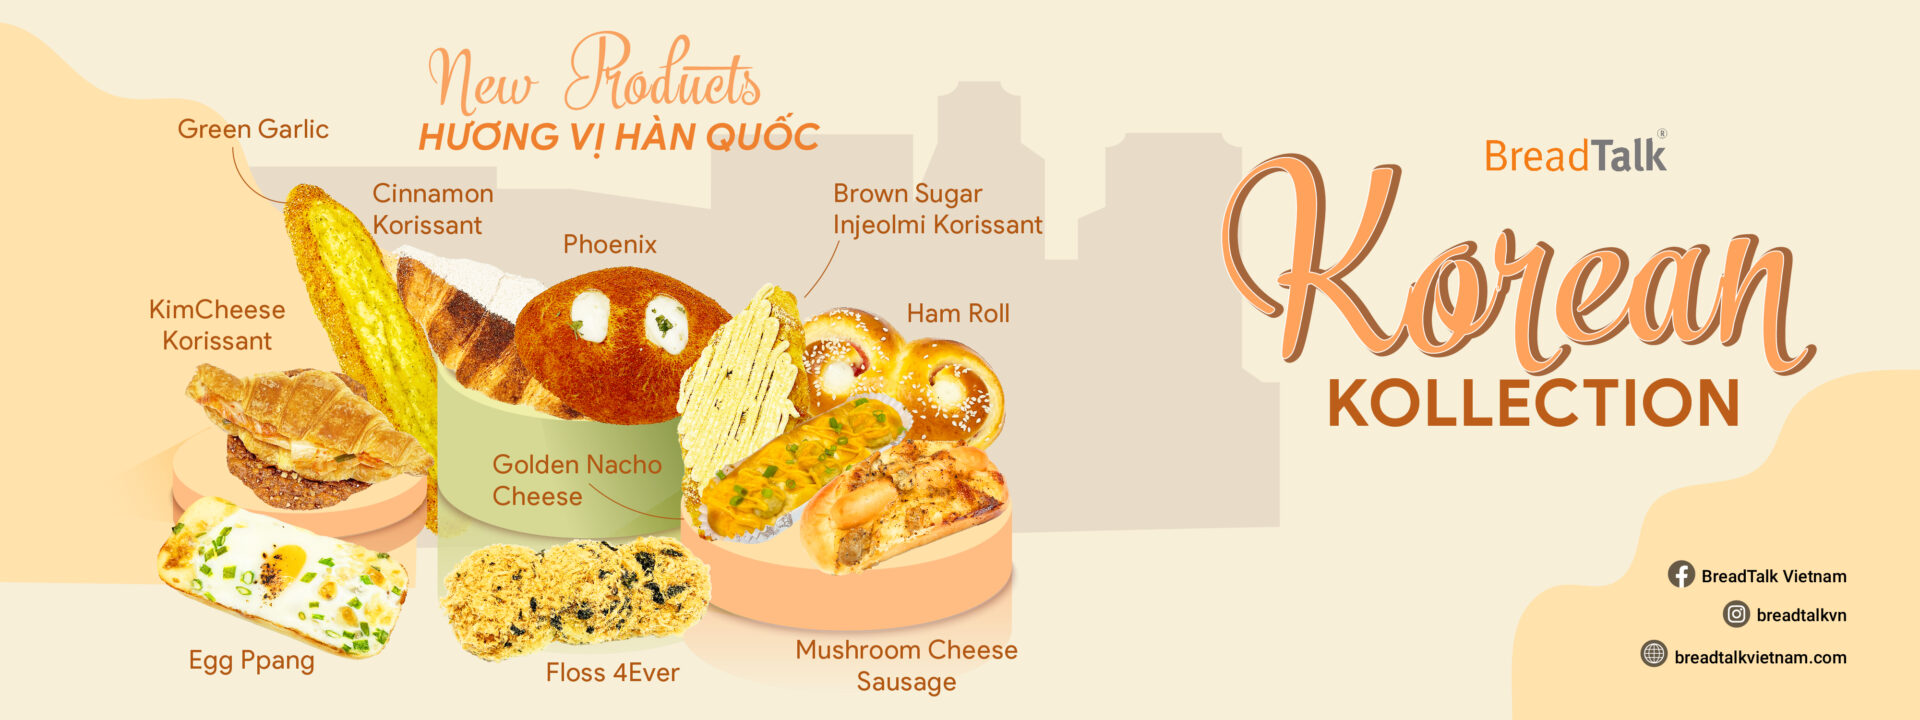 New Products
HƯƠNG VỊ HÀN QUỐC
Green Garlic
Cinnamon
Korissant
Phoenix
Brown Sugar
Injeolmi Korissant
KimCheese
Korissant
Ham Roll
Golden Nacho
Cheese
Egg Ppang
Floss 4Ever
Mushroom Cheese
Sausage
BreadTalk®
Korean
KOLLECTION
BreadTalk Vietnam
breadtalkvn
breadtalkvietnam.com